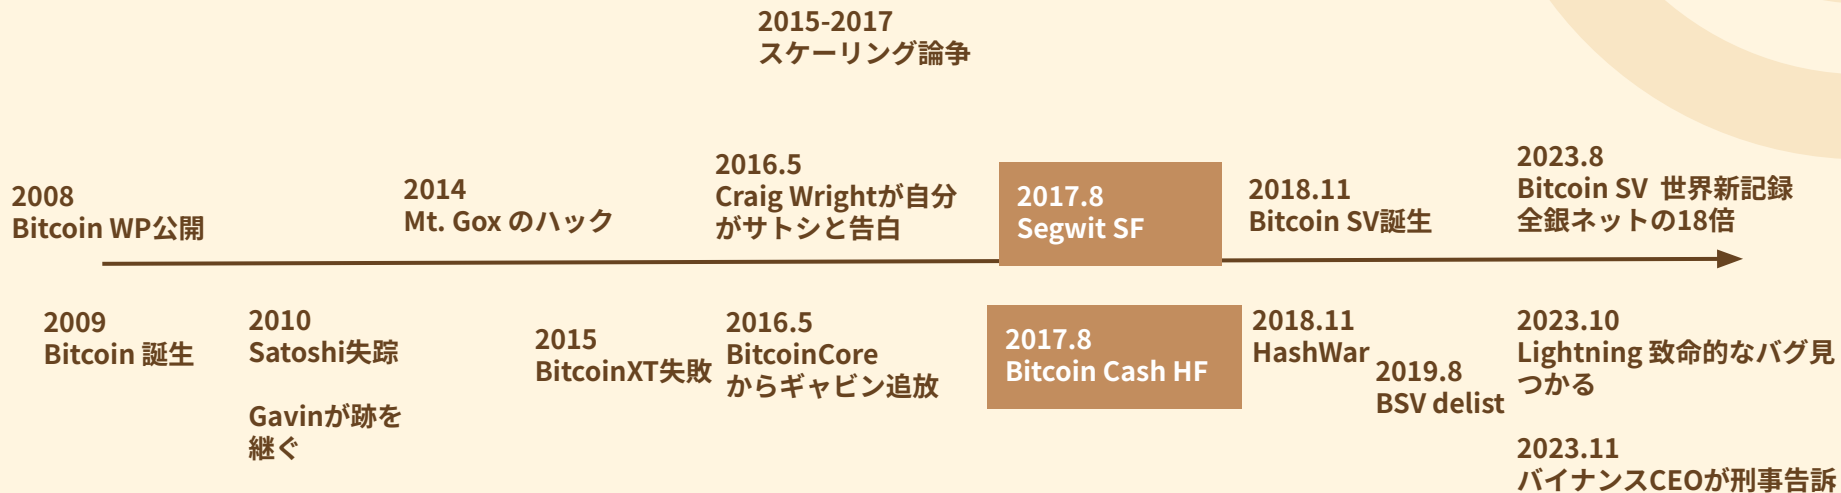 2015-2017
スケーリング論争
2008
Bitcoin WP公開
2014
Mt. Gox のハック
2016.5
Craig Wrightが自分
がサトシと告白
2017.8
Segwit SF
2018.11
Bitcoin SV誕生
2023.8
Bitcoin SV 世界新記録
全銀ネットの18倍
2009
Bitcoin 誕生
2010
Satoshi失踪
Gavinが跡を
継ぐ
2015
BitcoinXT失敗
2016.5
BitcoinCore
からギャビン追放
2017.8
Bitcoin Cash HF
2018.11
HashWar
2019.8
BSV delist
2023.10
Lightning 致命的なバグ見
つかる
2023.11
バイナンスCEOが刑事告訴